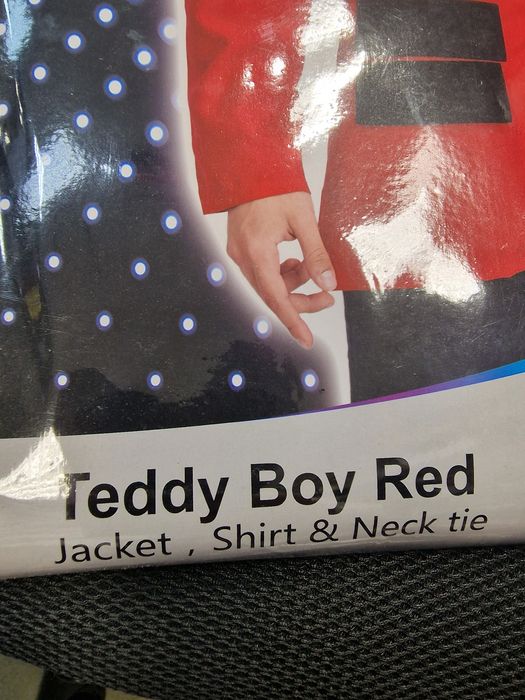 Teddy Boy Red
Jacket , Shirt & Neck tie